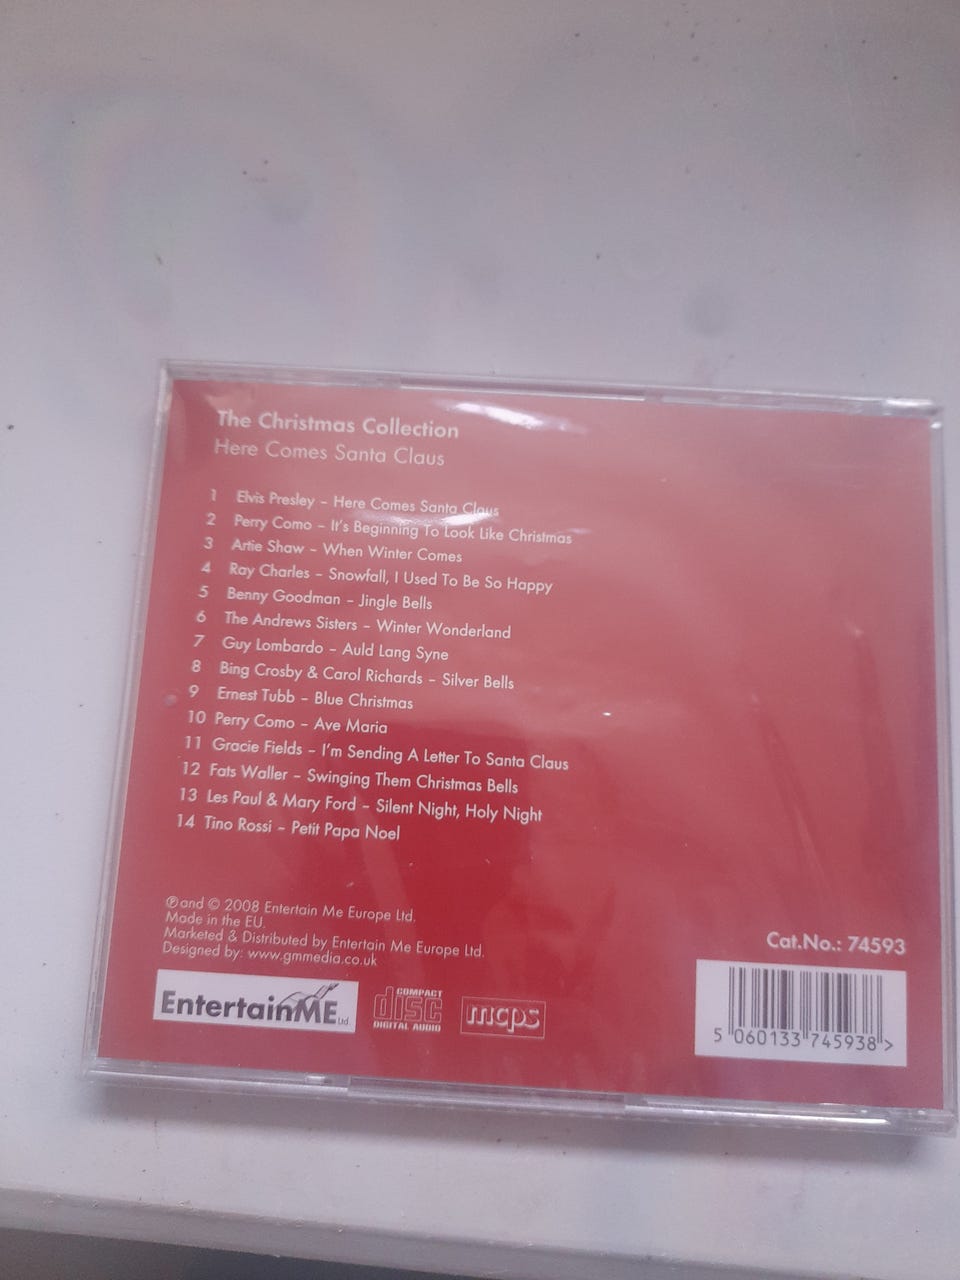 The Christmas Collection
Here Comes Santa Claus
1 Elvis Presley – Here Comes Santa Claus
2 Perry Como – It's Beginning To Look Like Christmas
3 Artie Shaw – When Winter Comes
4 Ray Charles – Snowfall, I Used To Be So Happy
5 Benny Goodman – Jingle Bells
6 The Andrews Sisters – Winter Wonderland
7 Guy Lombardo – Auld Lang Syne
8 Bing Crosby & Carol Richards – Silver Bells
9 Ernest Tubb – Blue Christmas
10 Perry Como – Ave Maria
11 Gracie Fields – I'm Sending A Letter To Santa Claus
12 Fats Waller – Swinging Them Christmas Bells
13 Les Paul & Mary Ford – Silent Night, Holy Night
14 Tino Rossi – Petit Papa Noel
℗ and © 2008 Entertain Me Europe Ltd.
Made in the EU.
Marketed & Distributed by Entertain Me Europe Ltd.
Designed by: www.gmmedia.co.uk
EntertainME Ltd
COMPACT
disc
DIGITAL AUDIO
mcps
Cat.No.: 74593
5 060133 745938 >